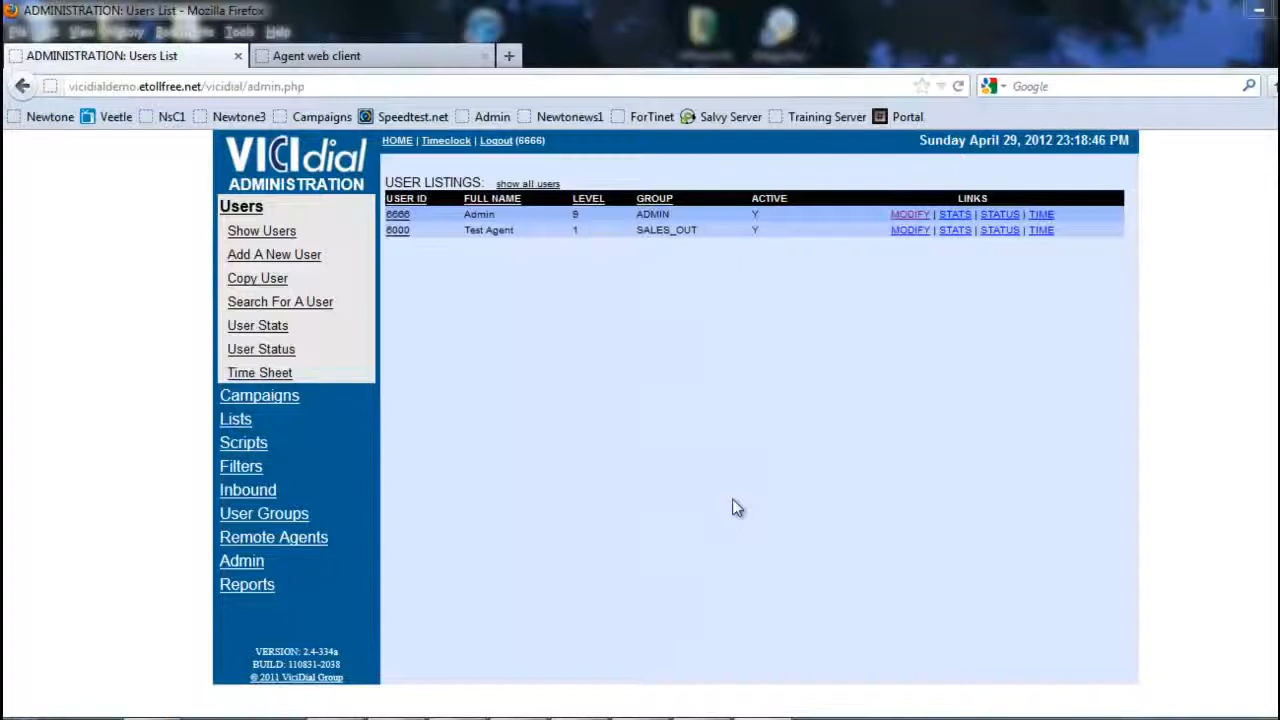 ADMINISTRATION: Users List - Mozilla Firefox
View History Bookmarks Tools Help
ADMINISTRATION: Users List × Agent web client +
vicidialdemo.etollfree.net/vicidial/admin.php Google
Newtone Veetle NsC1 Newtone3 Campaigns Speedtest.net Admin Newtonews1 ForTinet Salvy Server Training Server Portal
VICIdial
ADMINISTRATION
HOME | Timeclock | Logout (6666) Sunday April 29, 2012 23:18:46 PM
USER LISTINGS: show all users
USER ID FULL NAME LEVEL GROUP ACTIVE LINKS
6666 Admin 9 ADMIN Y MODIFY | STATS | STATUS | TIME
6000 Test Agent 1 SALES_OUT Y MODIFY | STATS | STATUS | TIME
Users
Show Users
Add A New User
Copy User
Search For A User
User Stats
User Status
Time Sheet
Campaigns
Lists
Scripts
Filters
Inbound
User Groups
Remote Agents
Admin
Reports
VERSION: 2.4-334a
BUILD: 110831-2038
© 2011 ViciDial Group